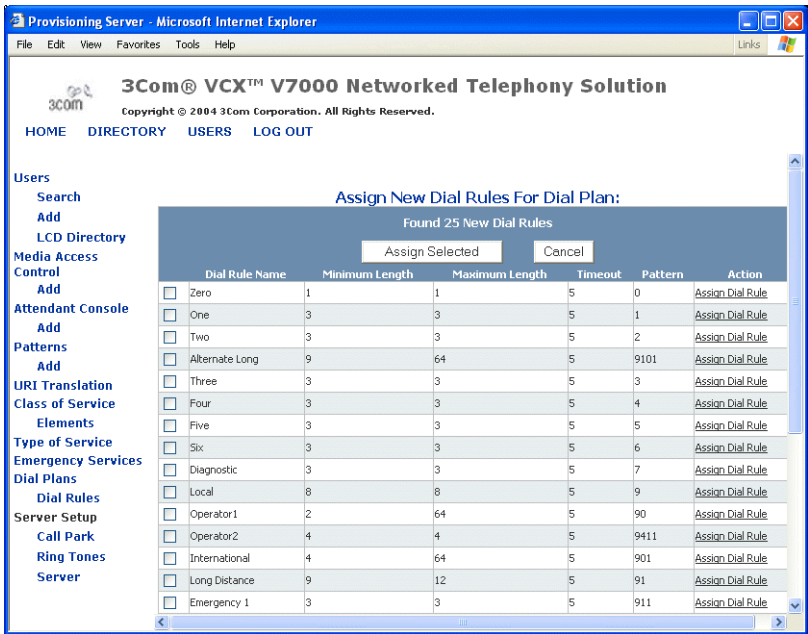 Provisioning Server - Microsoft Internet Explorer
File Edit View Favorites Tools Help Links
3Com
3Com® VCX™ V7000 Networked Telephony Solution
Copyright © 2004 3Com Corporation. All Rights Reserved.
HOME DIRECTORY USERS LOG OUT
Users
Search
Add
LCD Directory
Media Access
Control
Add
Attendant Console
Add
Patterns
Add
URI Translation
Class of Service
Elements
Type of Service
Emergency Services
Dial Plans
Dial Rules
Server Setup
Call Park
Ring Tones
Server
Assign New Dial Rules For Dial Plan:
Found 25 New Dial Rules
Assign Selected Cancel
Dial Rule Name Minimum Length Maximum Length Timeout Pattern Action
Zero 1 1 5 0 Assign Dial Rule
One 3 3 5 1 Assign Dial Rule
Two 3 3 5 2 Assign Dial Rule
Alternate Long 9 64 5 9101 Assign Dial Rule
Three 3 3 5 3 Assign Dial Rule
Four 3 3 5 4 Assign Dial Rule
Five 3 3 5 5 Assign Dial Rule
Six 3 3 5 6 Assign Dial Rule
Diagnostic 3 3 5 7 Assign Dial Rule
Local 8 8 5 9 Assign Dial Rule
Operator1 2 64 5 90 Assign Dial Rule
Operator2 4 4 5 9411 Assign Dial Rule
International 4 64 5 901 Assign Dial Rule
Long Distance 9 12 5 91 Assign Dial Rule
Emergency 1 3 3 5 911 Assign Dial Rule